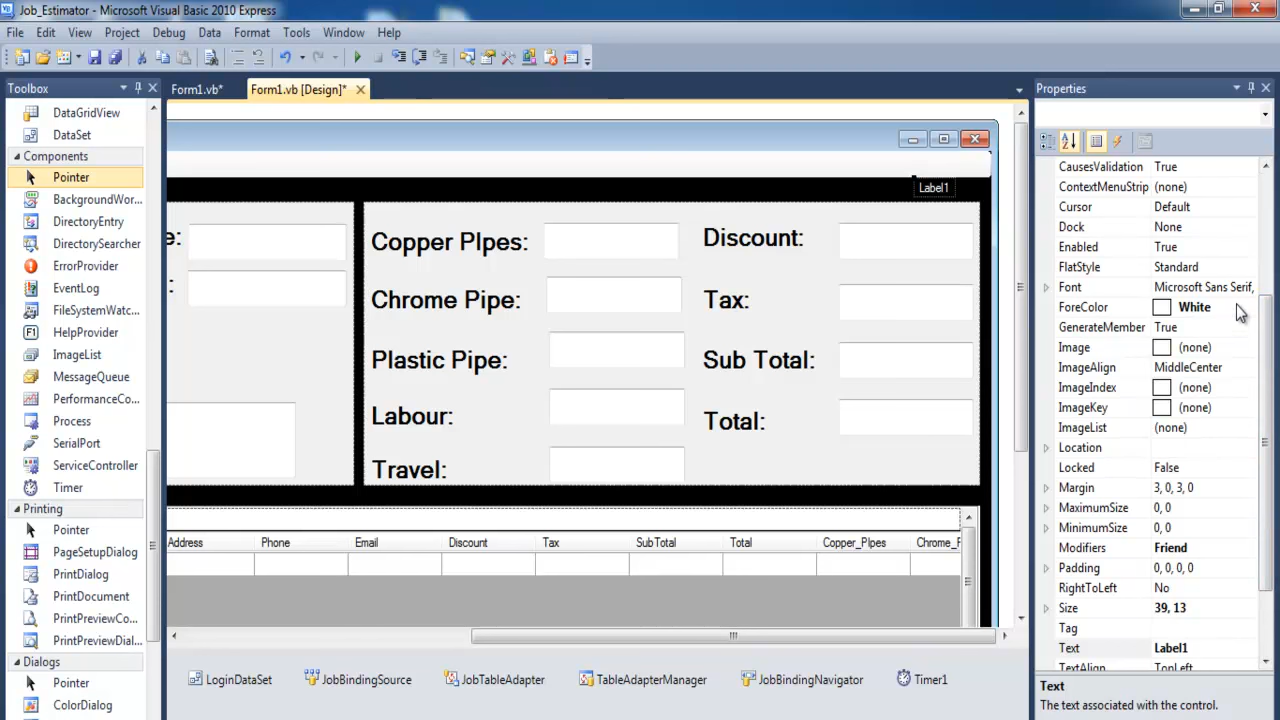 Job_Estimator - Microsoft Visual Basic 2010 Express
File Edit View Project Debug Format Data Tools Window Help
Toolbox
DataGridView
DataSet
Components
Pointer
BackgroundWor...
DirectoryEntry
DirectorySearcher
ErrorProvider
EventLog
FileSystemWatc...
HelpProvider
ImageList
MessageQueue
PerformanceCo...
Process
SerialPort
ServiceController
Timer
Printing
Pointer
PageSetupDialog
PrintDialog
PrintDocument
PrintPreviewCo...
PrintPreviewDial...
Dialogs
Pointer
ColorDialog
Form1.vb* Form1.vb [Design]*
Label1
e:
:
Copper PIpes: Discount:
Chrome Pipe: Tax:
Plastic Pipe: Sub Total:
Labour: Total:
Travel:
Address Phone Email Discount Tax SubTotal Total Copper_PIpes Chrome_P
LoginDataSet JobBindingSource JobTableAdapter TableAdapterManager JobBindingNavigator Timer1
Properties
CausesValidation True
ContextMenuStrip (none)
Cursor Default
Dock None
Enabled True
FlatStyle Standard
Font Microsoft Sans Serif,
ForeColor White
GenerateMember True
Image (none)
ImageAlign MiddleCenter
ImageIndex (none)
ImageKey (none)
ImageList (none)
Location
Locked False
Margin 3, 0, 3, 0
MaximumSize 0, 0
MinimumSize 0, 0
Modifiers Friend
Padding 0, 0, 0, 0
RightToLeft No
Size 39, 13
Tag
Text Label1
TextAlign TopLeft
Text
The text associated with the control.